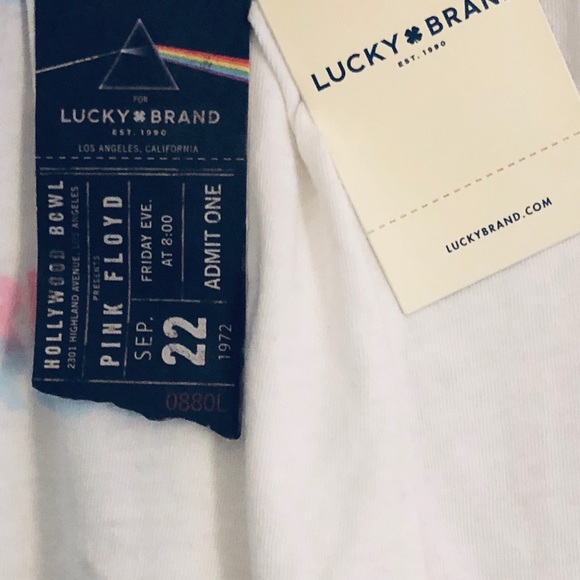 FOR
LUCKY BRAND
EST. 1990
LOS ANGELES, CALIFORNIA
HOLLYWOOD BOWL
2301 HIGHLAND AVENUE, LOS ANGELES
PRESENTS
PINK FLOYD
FRIDAY EVE.
AT 8:00
SEP.
22
1972
ADMIT ONE
LUCKY BRAND
EST. 1990
LUCKYBRAND.COM